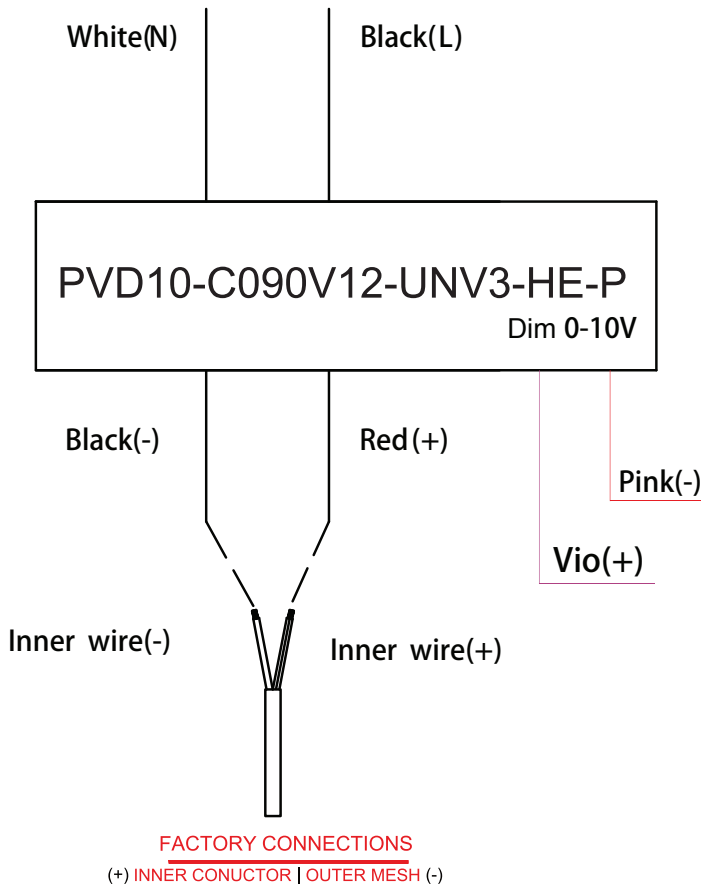 White(N)
Black(L)
PVD10-C090V12-UNV3-HE-P
Dim 0-10V
Black(-)
Red (+)
Pink(-)
Vio(+)
Inner wire(-)
Inner wire(+)
FACTORY CONNECTIONS
(+) INNER CONUCTOR | OUTER MESH (-)